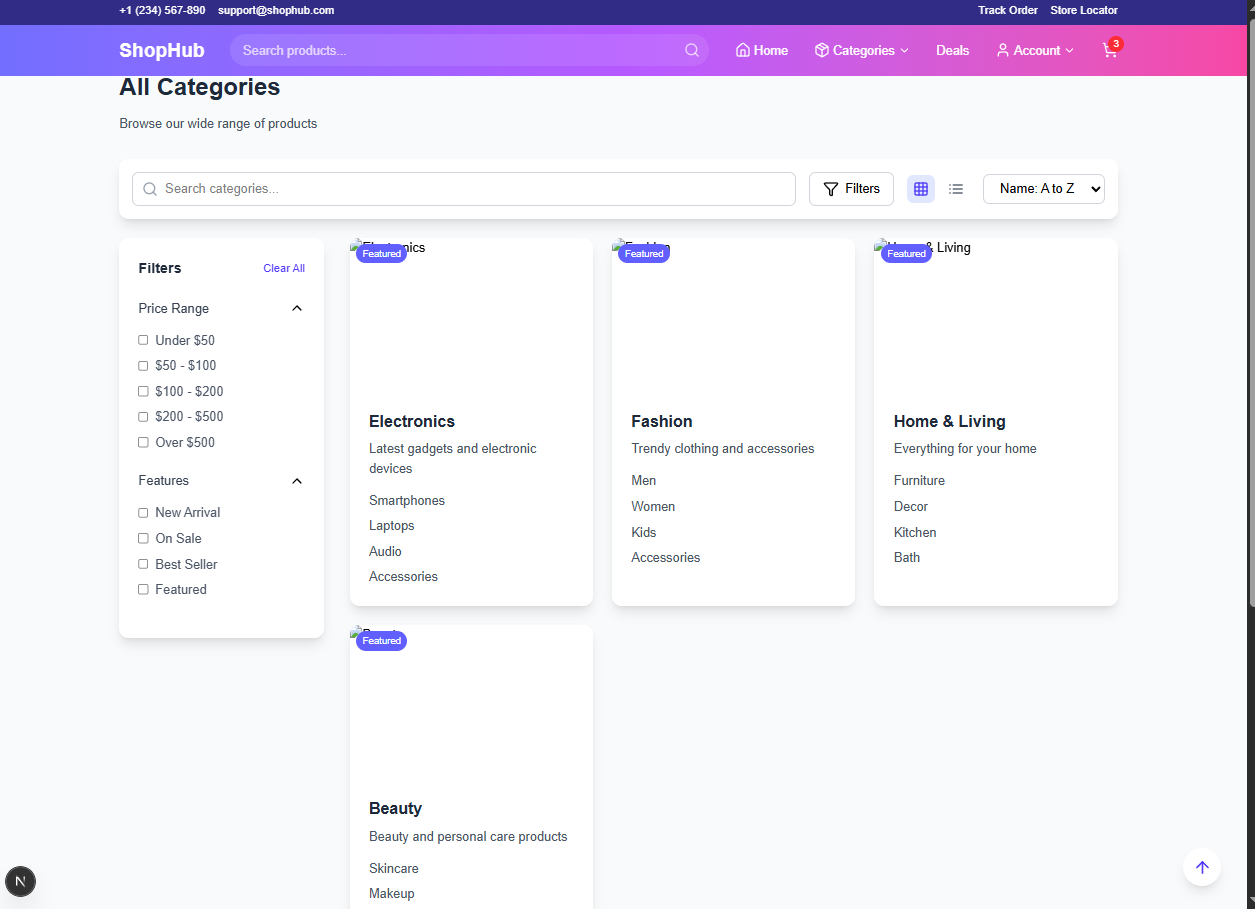 +1 (234) 567-890 support@shophub.com Track Order Store Locator
ShopHub Search products... Home Categories Deals Account 3
All Categories
Browse our wide range of products
Search categories... Filters Name: A to Z
Filters Clear All
Price Range
Under $50
$50 - $100
$100 - $200
$200 - $500
Over $500
Features
New Arrival
On Sale
Best Seller
Featured
Electronics
Featured
Electronics
Latest gadgets and electronic
devices
Smartphones
Laptops
Audio
Accessories
Fashion
Featured
Fashion
Trendy clothing and accessories
Men
Women
Kids
Accessories
Home & Living
Featured
Home & Living
Everything for your home
Furniture
Decor
Kitchen
Bath
Beauty
Featured
Beauty
Beauty and personal care products
Skincare
Makeup
N